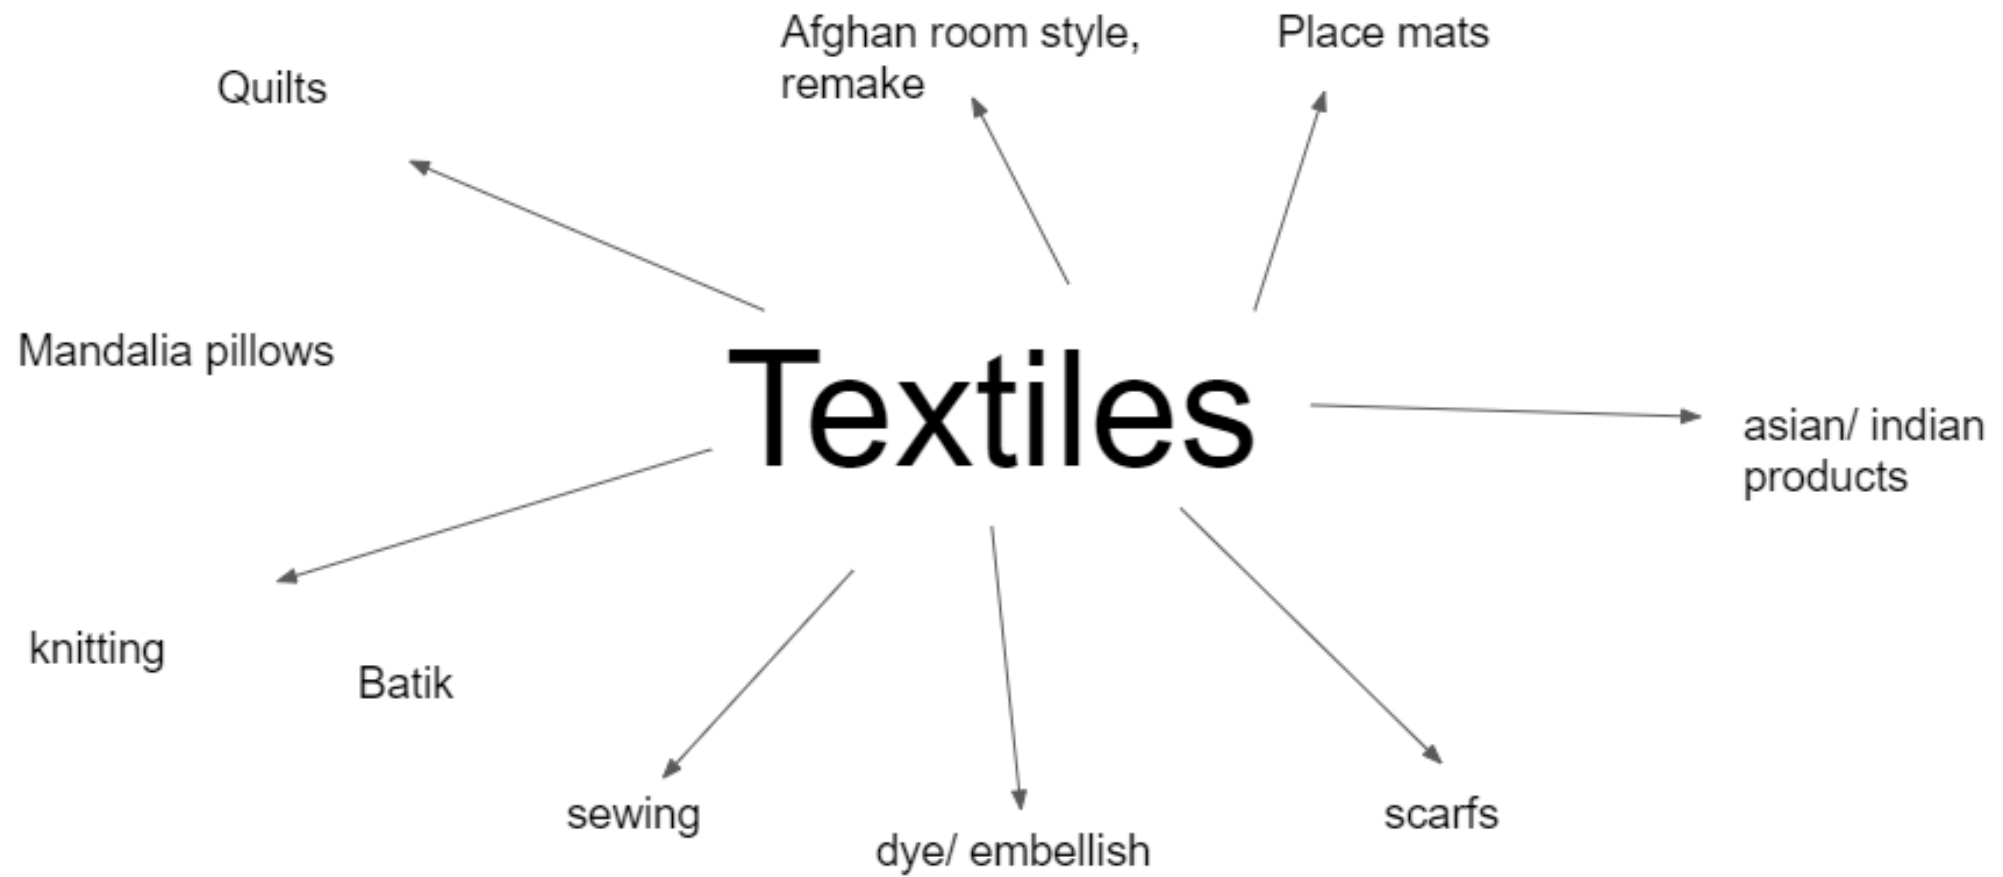 Afghan room style,
remake
Place mats
Quilts
Mandalia pillows
Textiles
asian/ indian
products
knitting
Batik
sewing
dye/ embellish
scarfs